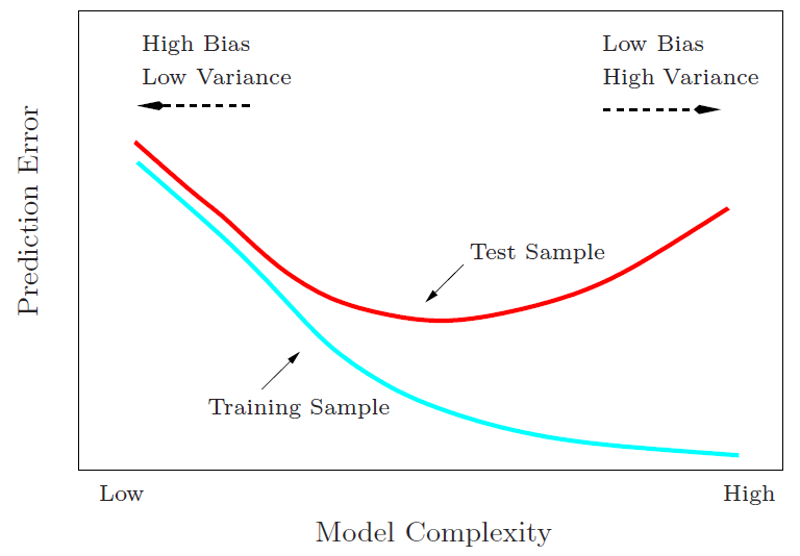 High Bias
Low Variance
Low Bias
High Variance
Prediction Error
Test Sample
Training Sample
Low
High
Model Complexity